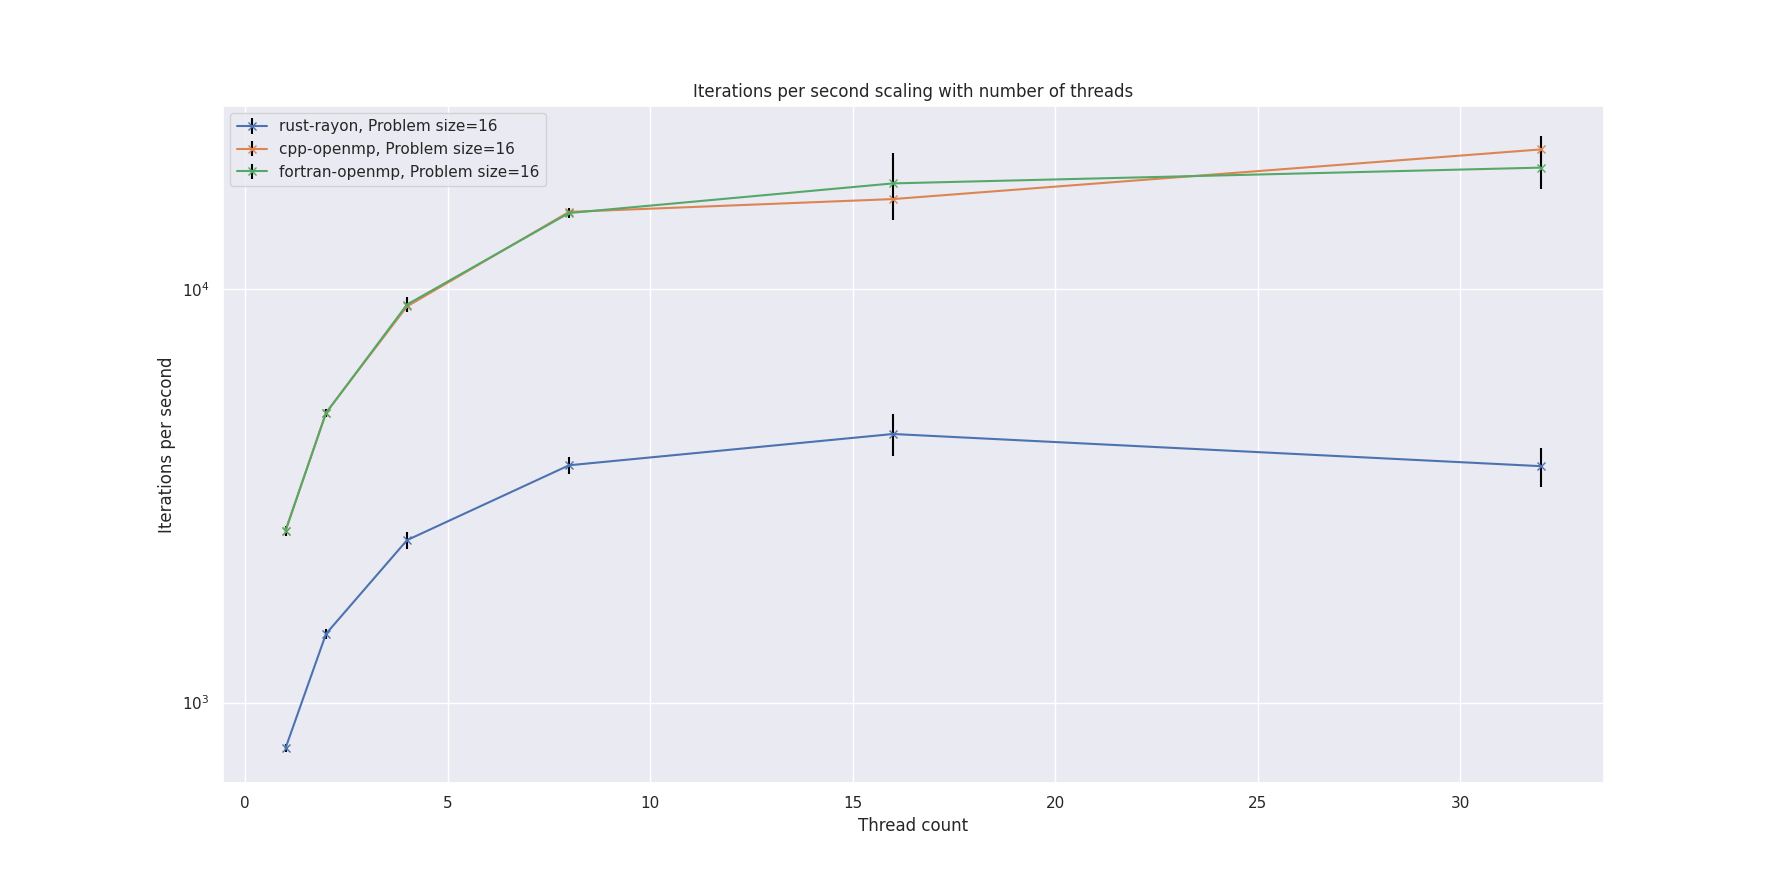 Iterations per second scaling with number of threads
rust-rayon, Problem size=16
cpp-openmp, Problem size=16
fortran-openmp, Problem size=16
Iterations per second
10⁴
10³
0 5 10 15 20 25 30
Thread count